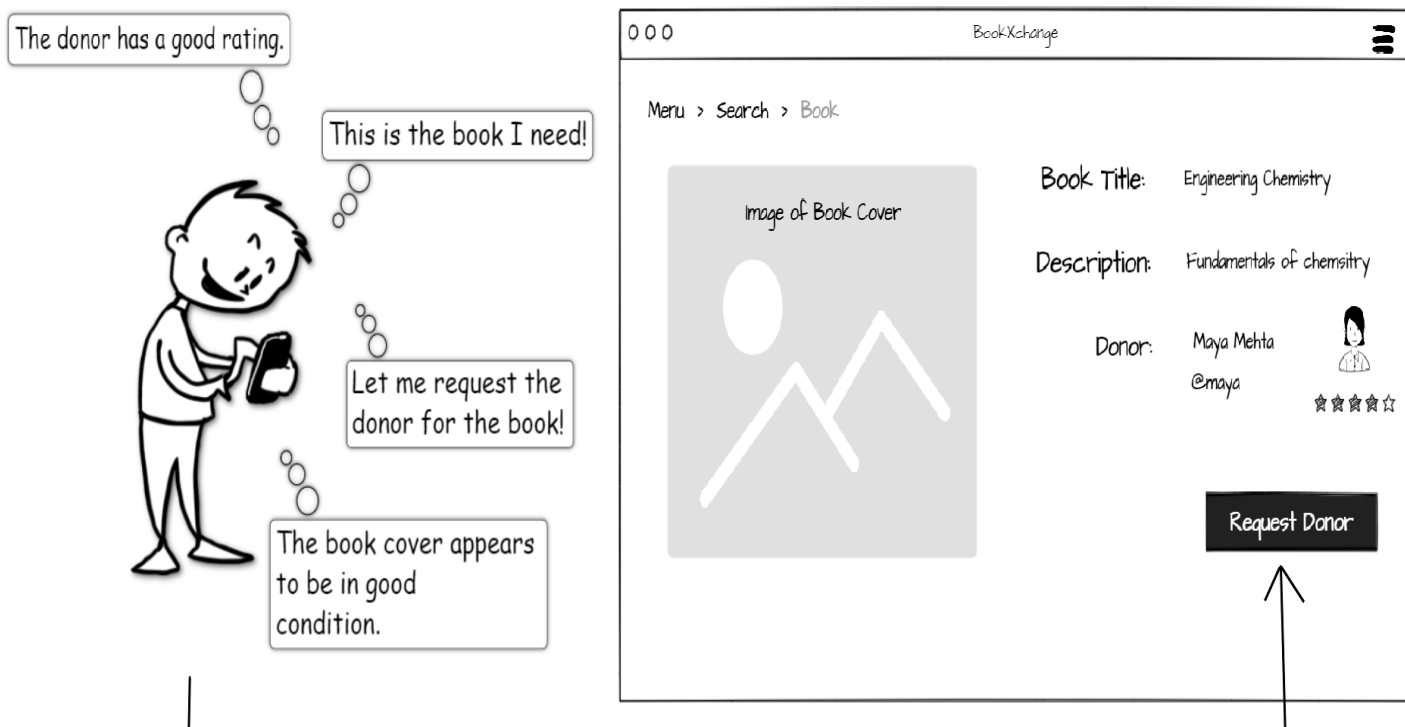 The donor has a good rating.
This is the book I need!
Let me request the
donor for the book!
The book cover appears
to be in good
condition.
BookXchange
Menu > Search > Book
Image of Book Cover
Book Title: Engineering Chemistry
Description: Fundamentals of chemsitry
Donor: Maya Mehta
@maya
Request Donor